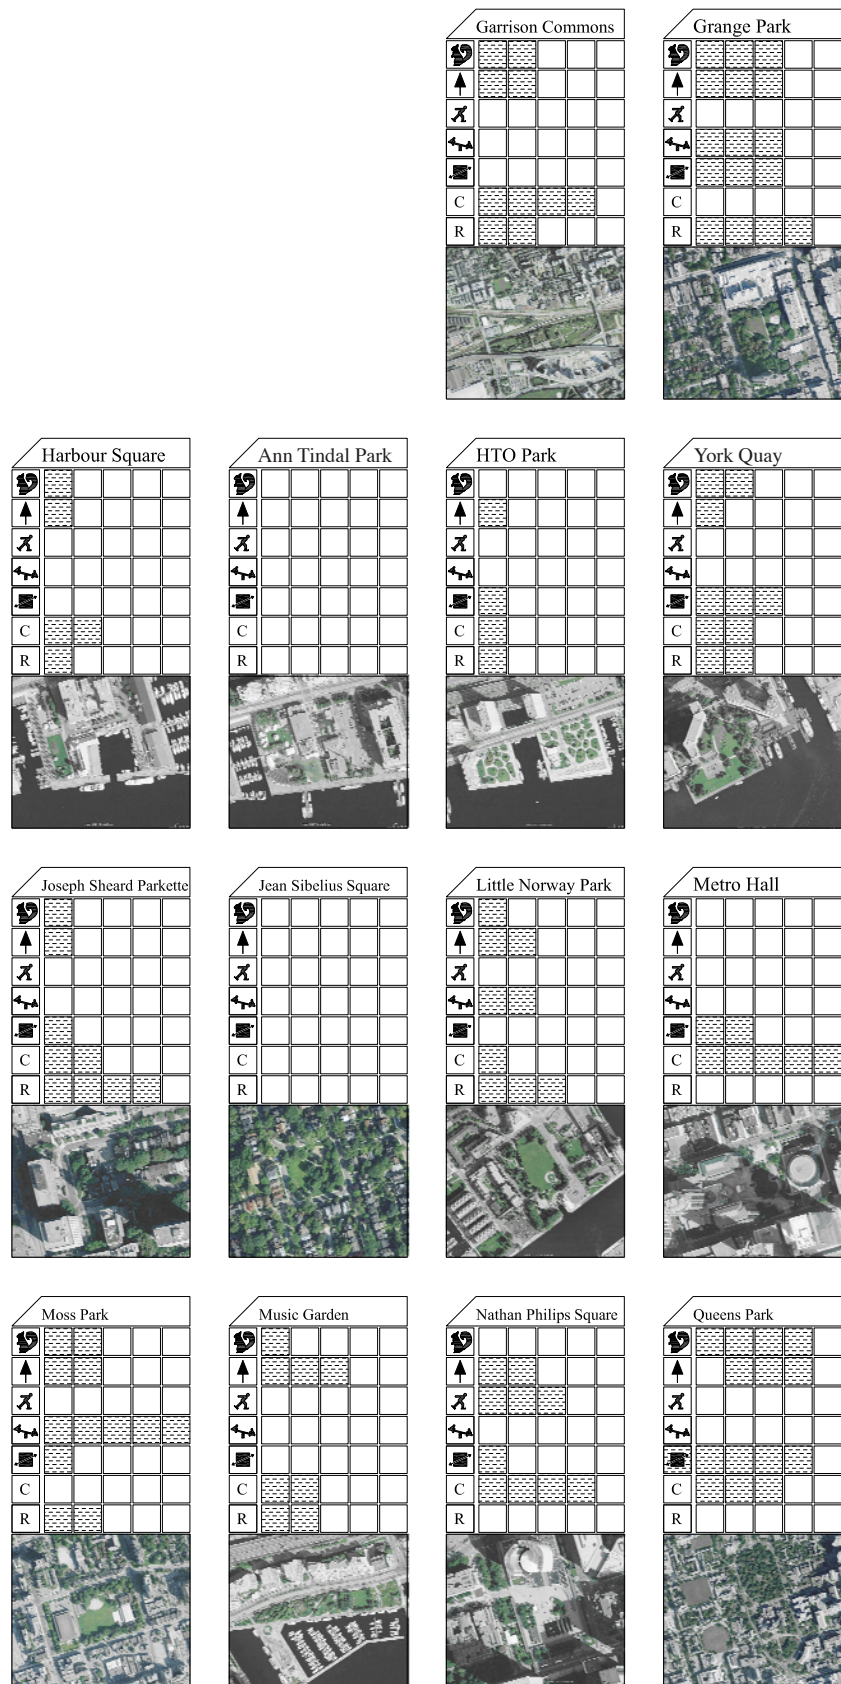 Garrison Commons
C
R
Grange Park
C
R
Harbour Square
C
R
Ann Tindal Park
C
R
HTO Park
C
R
York Quay
C
R
Joseph Sheard Parkette
C
R
Jean Sibelius Square
C
R
Little Norway Park
C
R
Metro Hall
C
R
Moss Park
C
R
Music Garden
C
R
Nathan Philips Square
C
R
Queens Park
C
R